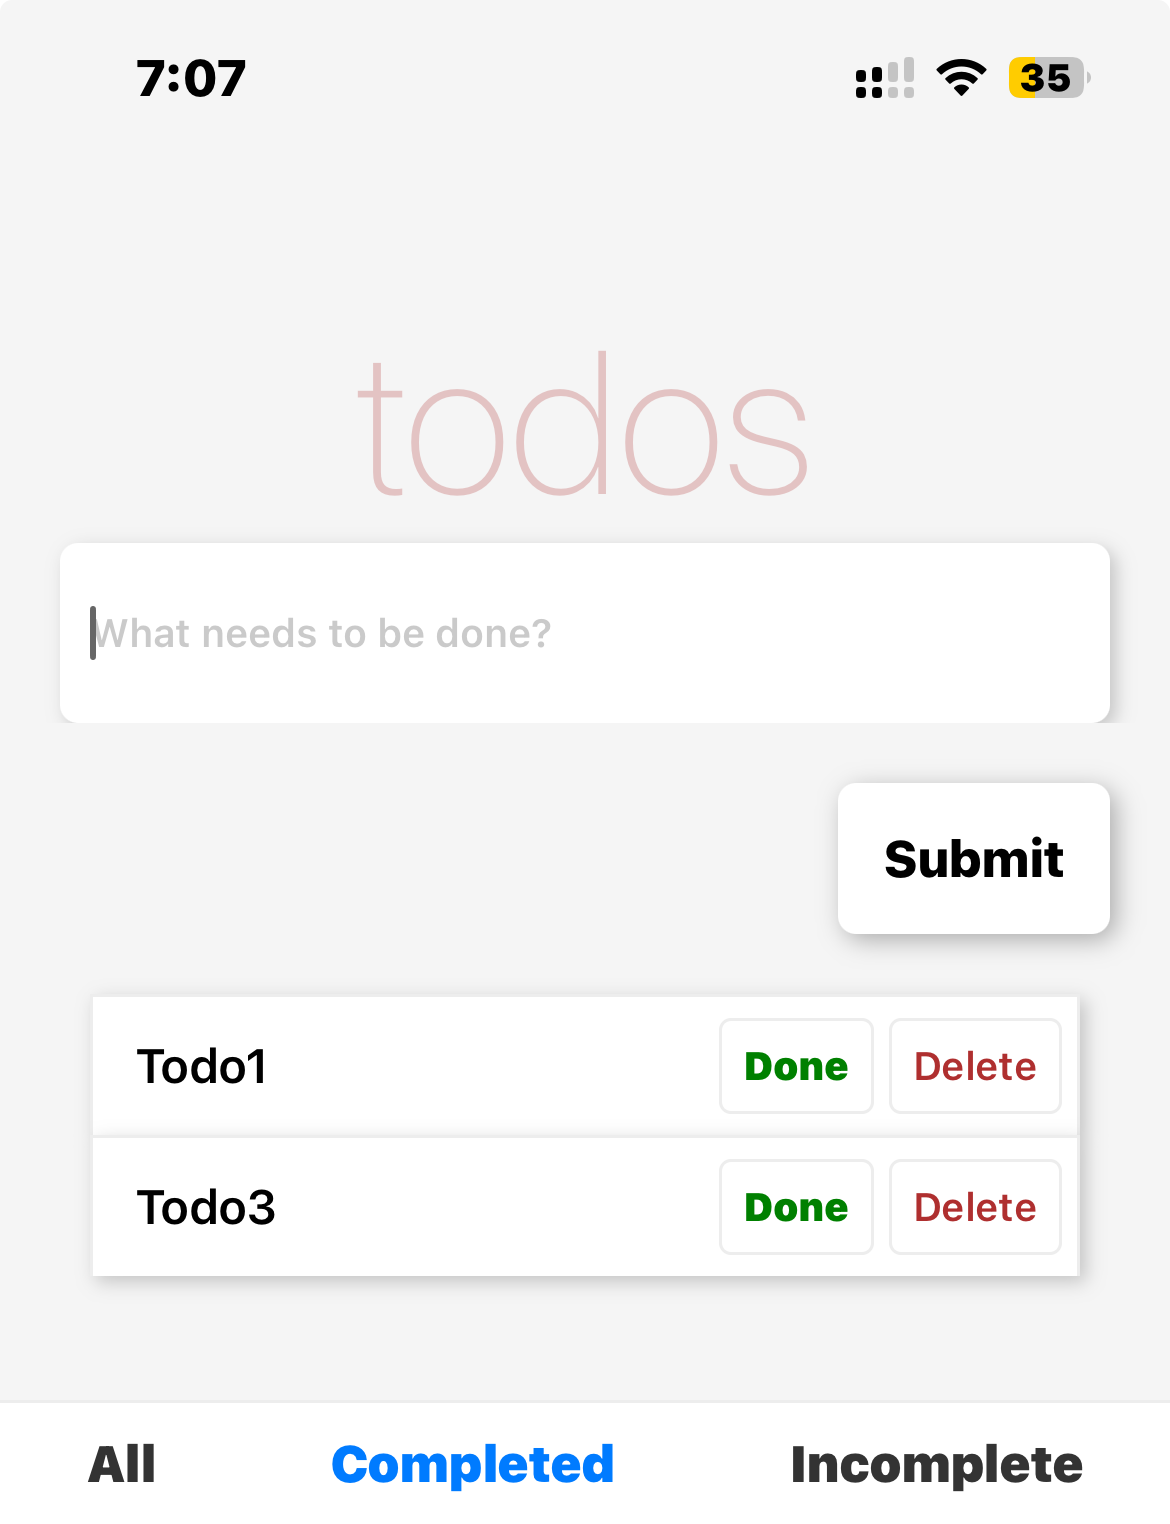 7:07 35
todos
What needs to be done?
Submit
Todo1 Done Delete
Todo3 Done Delete
All Completed Incomplete